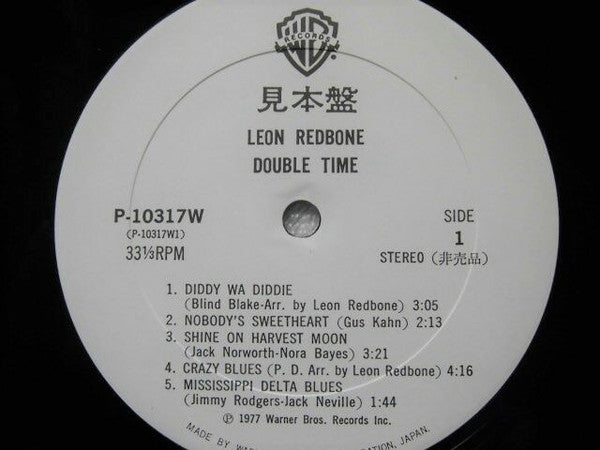 WB
RECORDS
見本盤
LEON REDBONE
DOUBLE TIME
P-10317W
(P-10317W1)
33⅓RPM
SIDE
1
STEREO (非売品)
1. DIDDY WA DIDDIE
(Blind Blake-Arr. by Leon Redbone) 3:05
2. NOBODY'S SWEETHEART (Gus Kahn) 2:13
3. SHINE ON HARVEST MOON
(Jack Norworth-Nora Bayes) 3:21
4. CRAZY BLUES (P. D. Arr. by Leon Redbone) 4:16
5. MISSISSIPPI DELTA BLUES
(Jimmy Rodgers-Jack Neville) 1:44
Ⓟ 1977 Warner Bros. Records Inc.
MADE BY JAPAN.